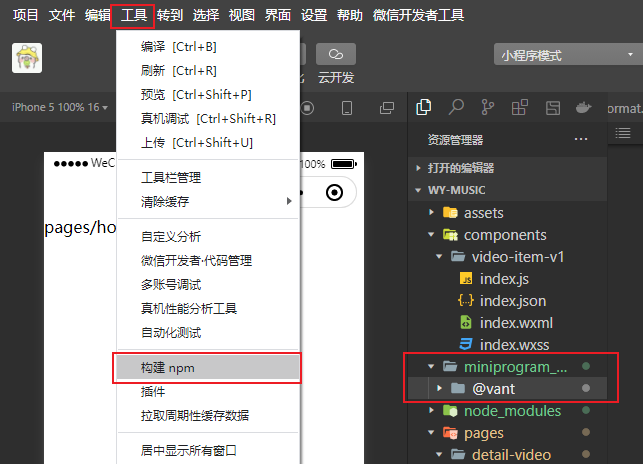 项目 文件 编辑 工具 转到 选择 视图 界面 设置 帮助 微信开发者工具
云开发
小程序模式
iPhone 5 100% 16
WeC
100%
pages/ho
编译 [Ctrl+B]
刷新 [Ctrl+R]
预览 [Ctrl+Shift+P]
真机调试 [Ctrl+Shift+R]
上传 [Ctrl+Shift+U]
工具栏管理
清除缓存
自定义分析
微信开发者·代码管理
多账号调试
真机性能分析工具
自动化测试
构建 npm
插件
拉取周期性缓存数据
居中显示所有窗口
ormat.
资源管理器
打开的编辑器
WY-MUSIC
assets
components
video-item-v1
index.js
index.json
index.wxml
index.wxss
miniprogram_...
@vant
node_modules
pages
detail-video